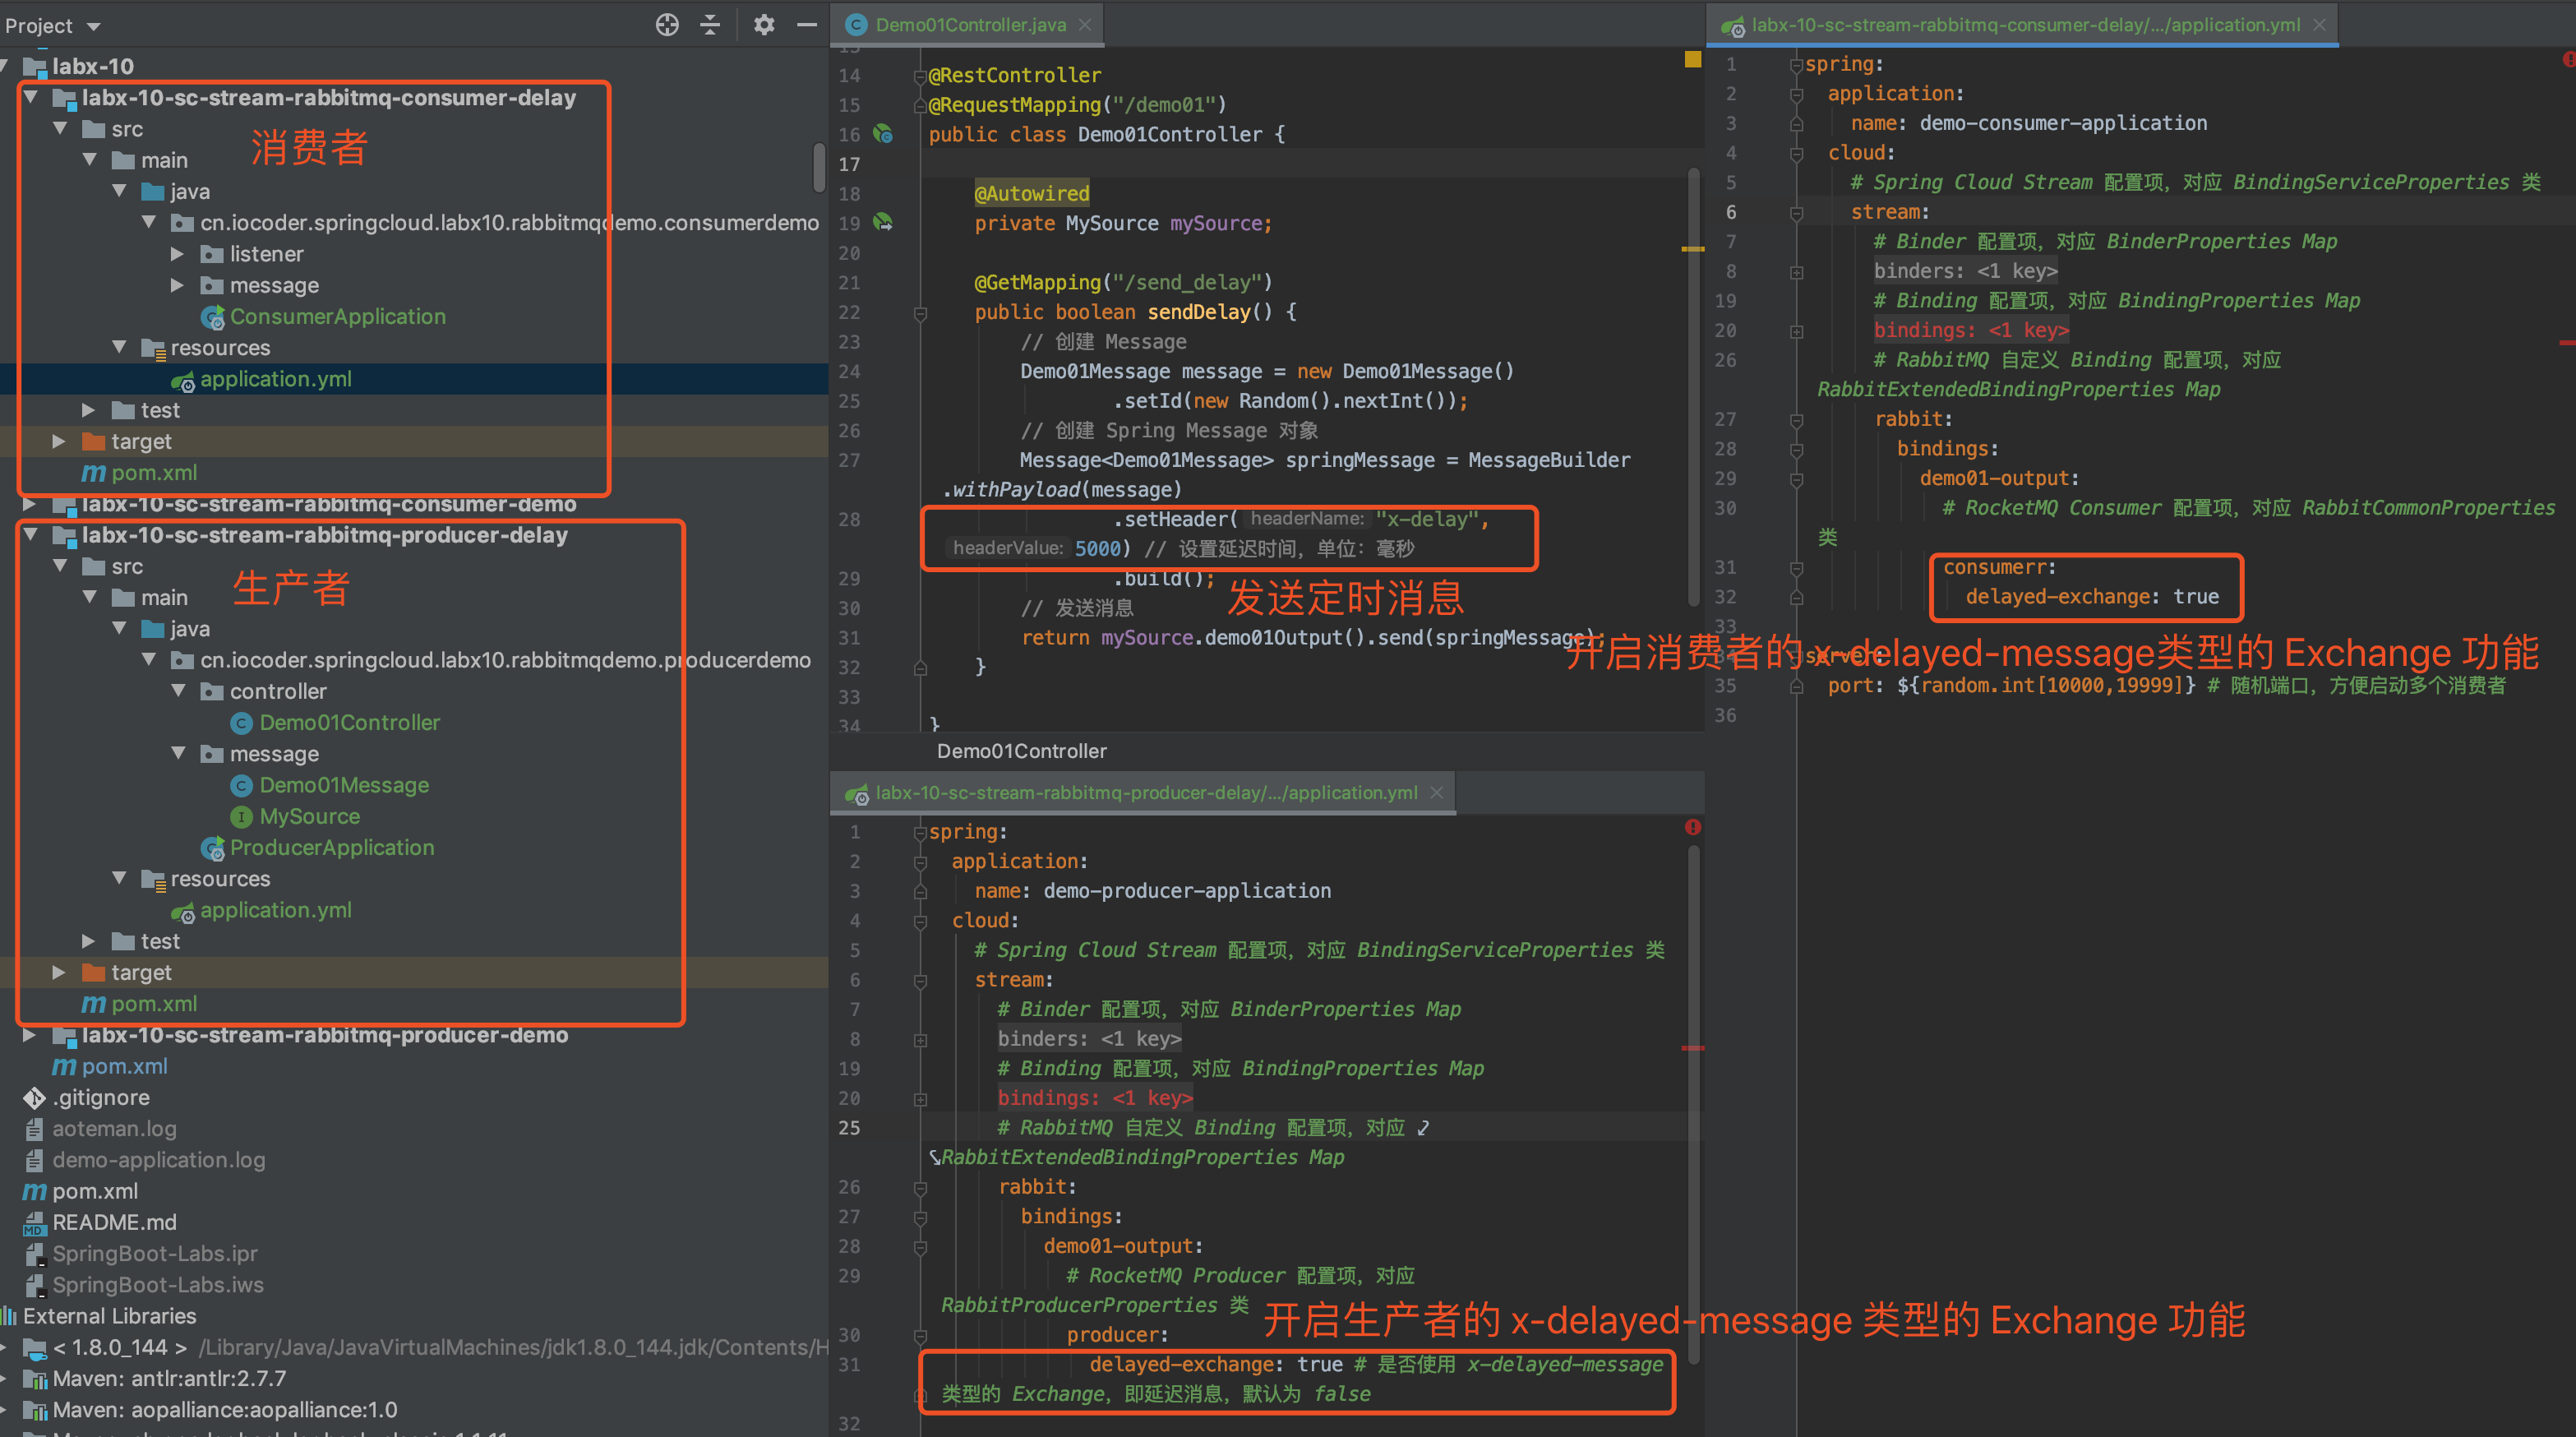 Project
labx-10
labx-10-sc-stream-rabbitmq-consumer-delay
src
消费者
main
java
cn.iocoder.springcloud.labx10.rabbitmqdemo.consumerdemo
listener
message
ConsumerApplication
resources
application.yml
test
target
pom.xml
labx-10-sc-stream-rabbitmq-consumer-demo
labx-10-sc-stream-rabbitmq-producer-delay
src
生产者
main
java
cn.iocoder.springcloud.labx10.rabbitmqdemo.producerdemo
controller
Demo01Controller
message
Demo01Message
MySource
ProducerApplication
resources
application.yml
test
target
pom.xml
labx-10-sc-stream-rabbitmq-producer-demo
pom.xml
.gitignore
aoteman.log
demo-application.log
pom.xml
README.md
SpringBoot-Labs.ipr
SpringBoot-Labs.iws
External Libraries
< 1.8.0_144 > /Library/Java/JavaVirtualMachines/jdk1.8.0_144.jdk/Contents/H
Maven: antlr:antlr:2.7.7
Maven: aopalliance:aopalliance:1.0
Demo01Controller.java
14 @RestController
15 @RequestMapping("/demo01")
16 public class Demo01Controller {
17
18 @Autowired
19 private MySource mySource;
20
21 @GetMapping("/send_delay")
22 public boolean sendDelay() {
23 // 创建 Message
24 Demo01Message message = new Demo01Message()
25 .setId(new Random().nextInt());
26 // 创建 Spring Message 对象
27 Message<Demo01Message> springMessage = MessageBuilder
.withPayload(message)
28 .setHeader( headerName: "x-delay",
headerValue: 5000) // 设置延迟时间，单位：毫秒
29 .build();
发送定时消息
30 // 发送消息
31 return mySource.demo01Output().send(springMessage);
32 }
33
34 }
Demo01Controller
labx-10-sc-stream-rabbitmq-producer-delay/.../application.yml
1 spring:
2 application:
3 name: demo-producer-application
4 cloud:
5 # Spring Cloud Stream 配置项，对应 BindingServiceProperties 类
6 stream:
7 # Binder 配置项，对应 BinderProperties Map
8 binders: <1 key>
19 # Binding 配置项，对应 BindingProperties Map
20 bindings: <1 key>
25 # RabbitMQ 自定义 Binding 配置项，对应
RabbitExtendedBindingProperties Map
26 rabbit:
27 bindings:
28 demo01-output:
29 # RocketMQ Producer 配置项，对应
RabbitProducerProperties 类
开启生产者的 x-delayed-message 类型的 Exchange 功能
30 producer:
31 delayed-exchange: true # 是否使用 x-delayed-message
类型的 Exchange，即延迟消息，默认为 false
32
labx-10-sc-stream-rabbitmq-consumer-delay/.../application.yml
1 spring:
2 application:
3 name: demo-consumer-application
4 cloud:
5 # Spring Cloud Stream 配置项，对应 BindingServiceProperties 类
6 stream:
7 # Binder 配置项，对应 BinderProperties Map
8 binders: <1 key>
19 # Binding 配置项，对应 BindingProperties Map
20 bindings: <1 key>
26 # RabbitMQ 自定义 Binding 配置项，对应
RabbitExtendedBindingProperties Map
27 rabbit:
28 bindings:
29 demo01-output:
30 # RocketMQ Consumer 配置项，对应 RabbitCommonProperties
类
31 consumerr:
32 delayed-exchange: true
33
开启消费者的 x-delayed-message类型的 Exchange 功能
34 server:
35 port: ${random.int[10000,19999]} # 随机端口，方便启动多个消费者
36